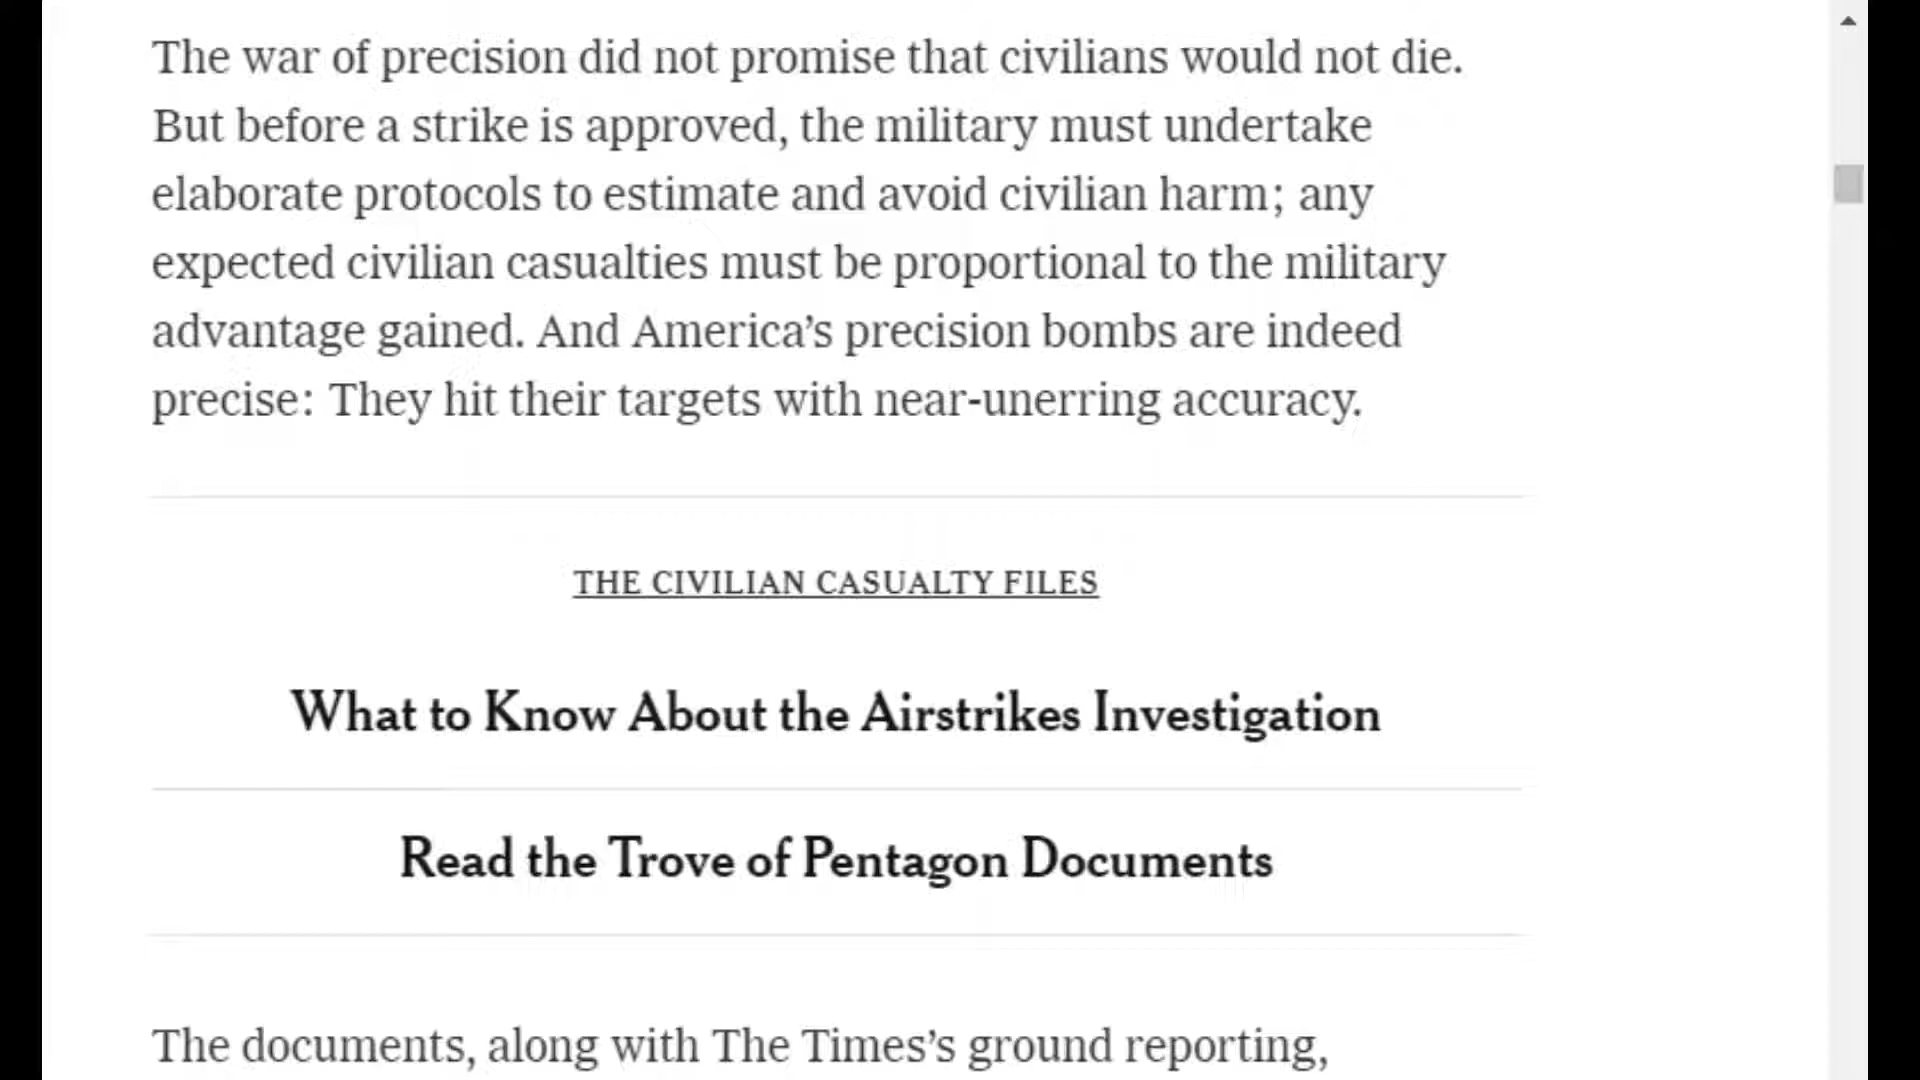 The war of precision did not promise that civilians would not die.
But before a strike is approved, the military must undertake
elaborate protocols to estimate and avoid civilian harm; any
expected civilian casualties must be proportional to the military
advantage gained. And America’s precision bombs are indeed
precise: They hit their targets with near-unerring accuracy.
THE CIVILIAN CASUALTY FILES
What to Know About the Airstrikes Investigation
Read the Trove of Pentagon Documents
The documents, along with The Times’s ground reporting,